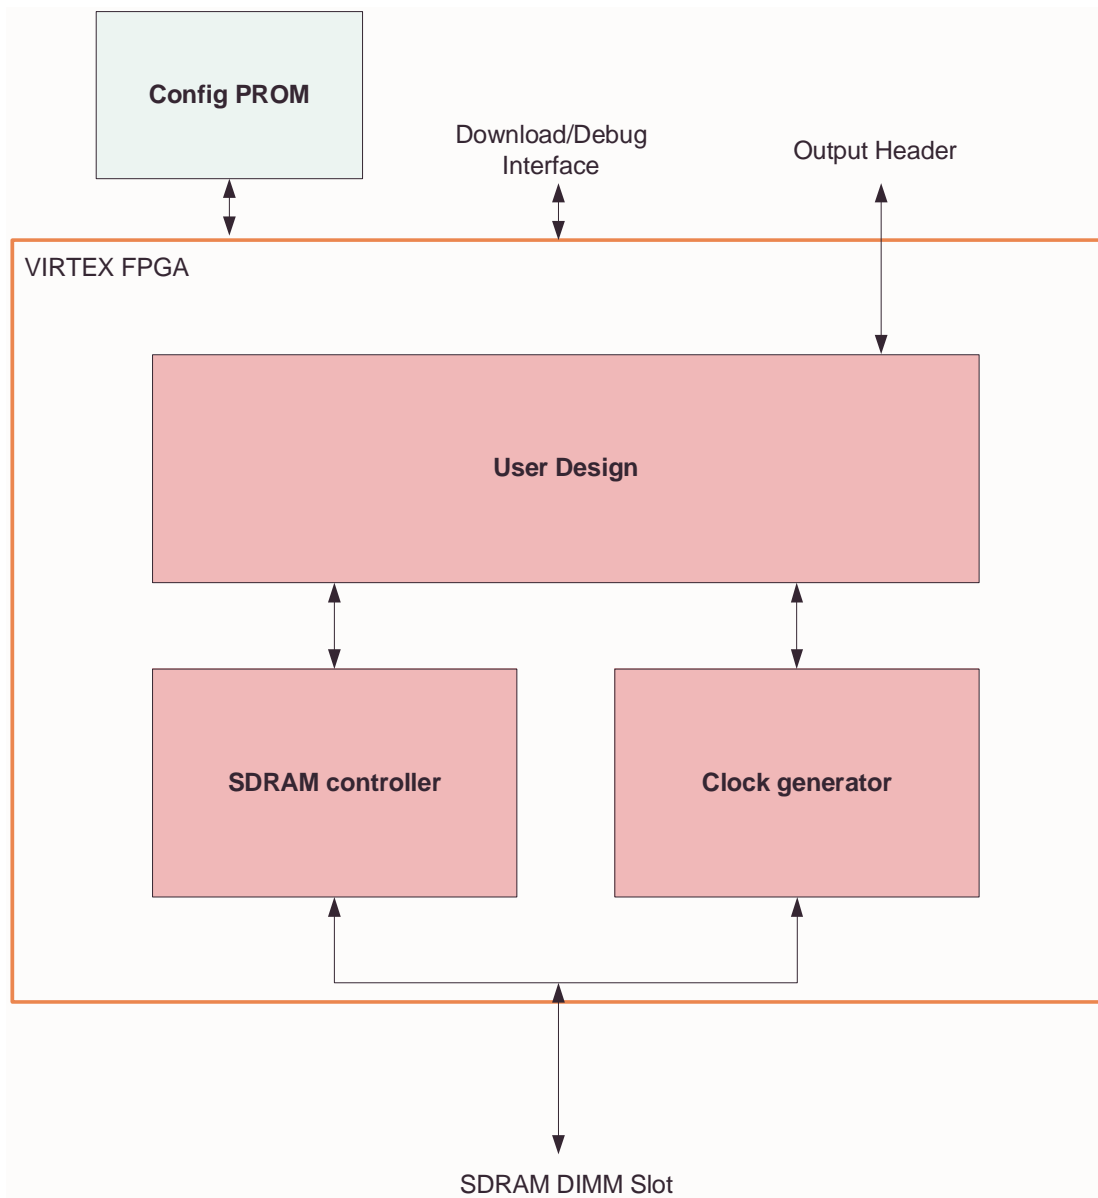 Config PROM
Download/Debug
Interface
Output Header
VIRTEX FPGA
User Design
SDRAM controller
Clock generator
SDRAM DIMM Slot